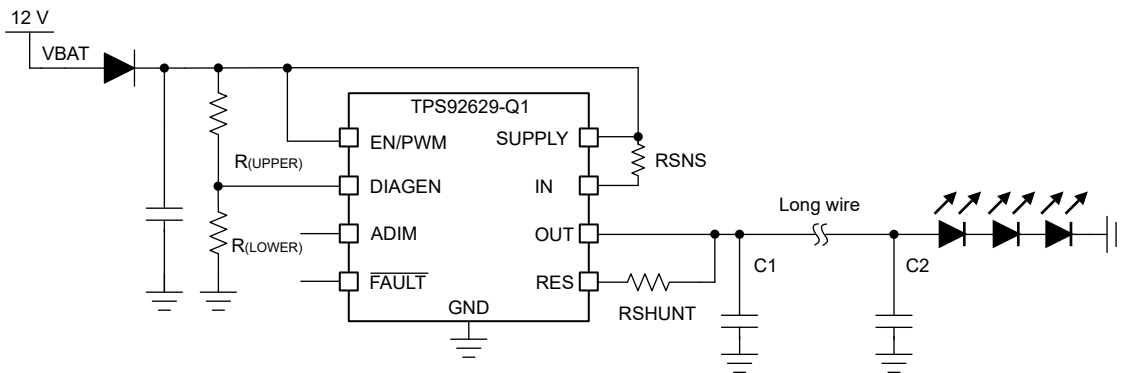 12 V
VBAT
TPS92629-Q1
EN/PWM
SUPPLY
R(UPPER)
RSNS
DIAGEN
IN
Long wire
R(LOWER)
ADIM
OUT
C1
C2
FAULT
RES
GND
RSHUNT